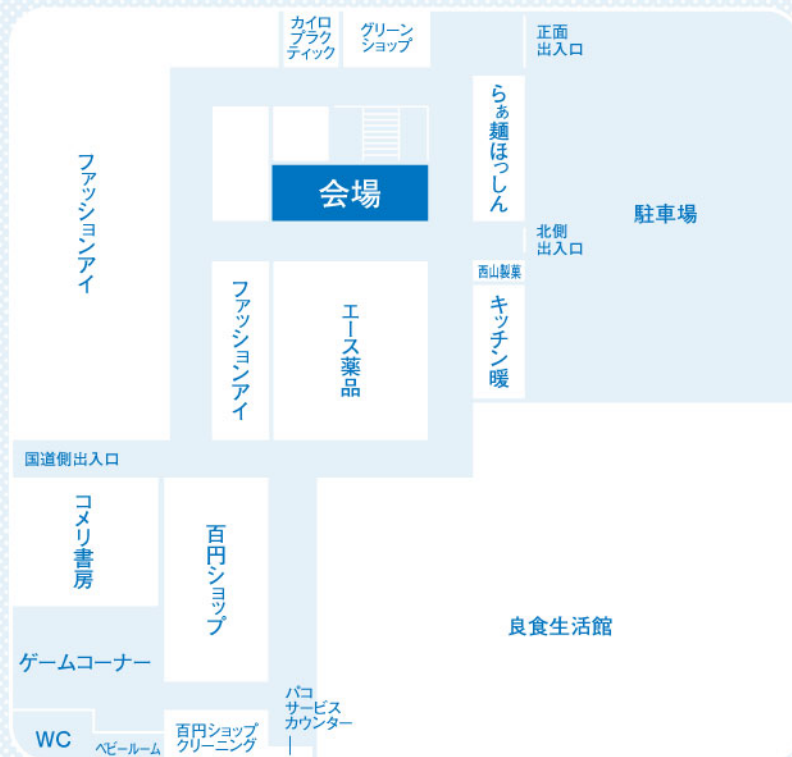 カイロ
プラク
ティック
グリーン
ショップ
正面
出入口
らぁ麺ほっしん
ファッションアイ
会場
駐車場
北側
出入口
西山製菓
ファッションアイ
エース薬品
キッチン暖
国道側出入口
コメリ書房
百円ショップ
良食生活館
ゲームコーナー
パコ
サービス
カウンター
WC
ベビールーム
百円ショップ
クリーニング